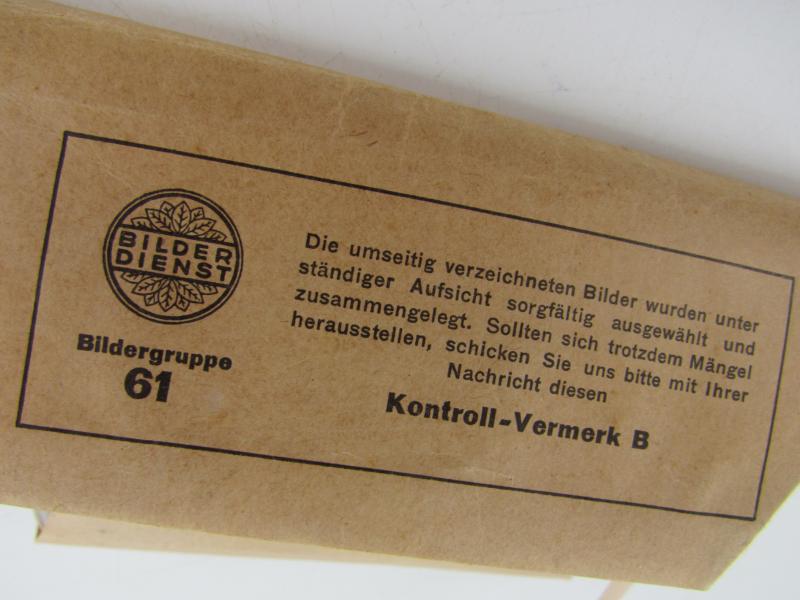 BILDER
DIENST
Bildergruppe
61
Die umseitig verzeichneten Bilder wurden unter
ständiger Aufsicht sorgfältig ausgewählt und
zusammengelegt. Sollten sich trotzdem Mängel
herausstellen, schicken Sie uns bitte mit Ihrer
Nachricht diesen
Kontroll-Vermerk B